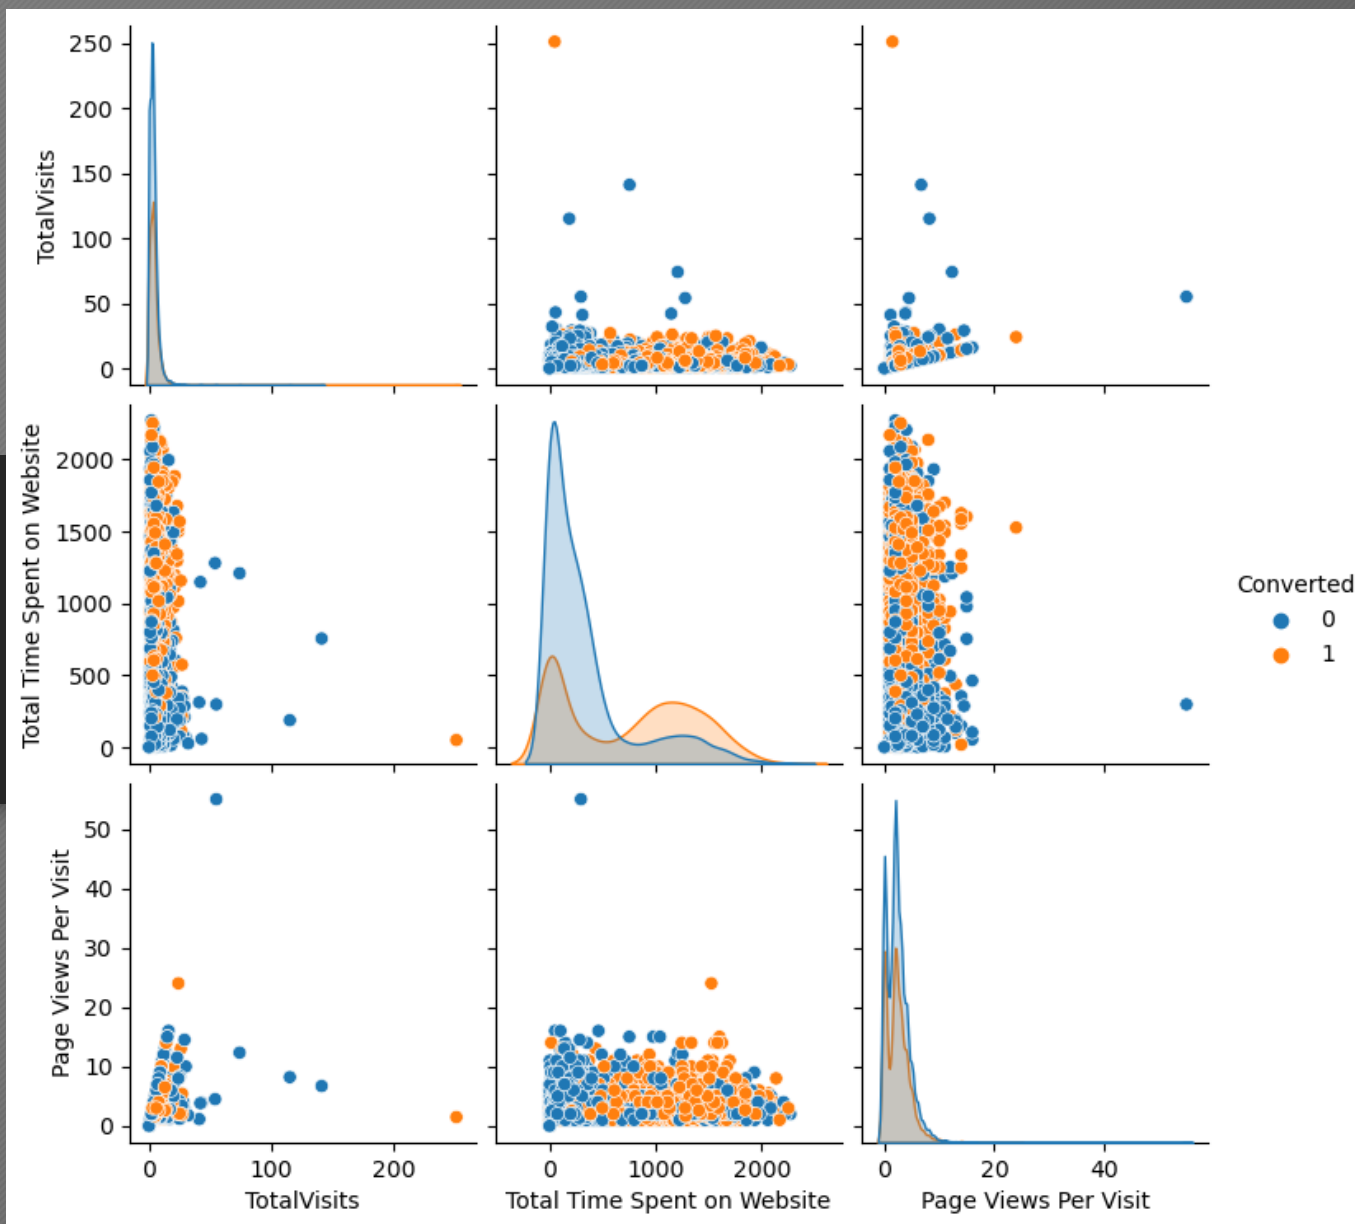 250
200
150
100
50
0
TotalVisits
2000
1500
1000
500
0
Total Time Spent on Website
Converted
0
1
50
40
30
20
10
0
Page Views Per Visit
0 100 200
TotalVisits
0 1000 2000
Total Time Spent on Website
0 20 40
Page Views Per Visit